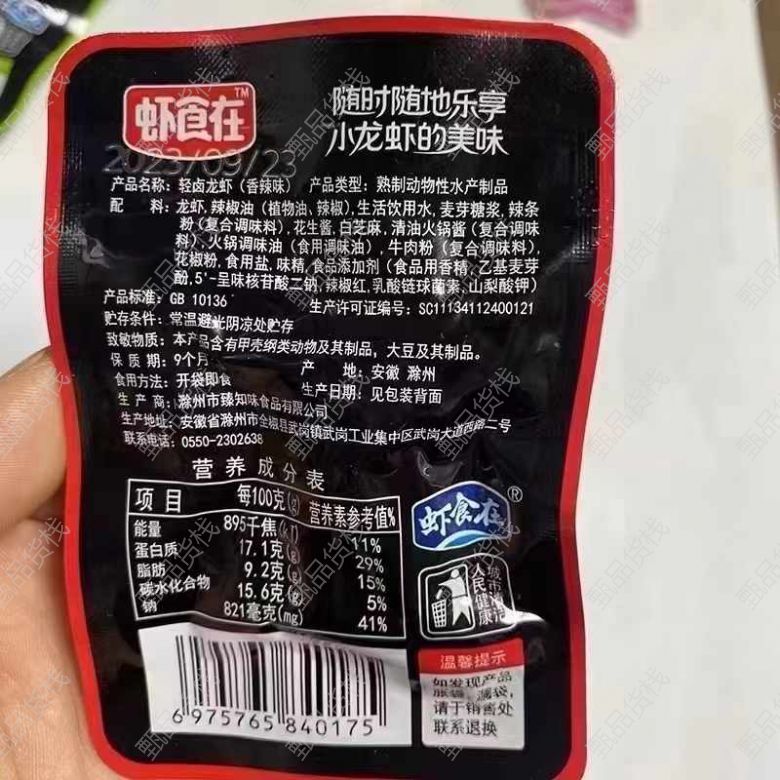 虾食在™
随时随地乐享
小龙虾的美味
2023/09/23
产品名称：轻卤龙虾（香辣味） 产品类型：熟制动物性水产制品
配 料：龙虾,辣椒油（植物油、辣椒）,生活饮用水,麦芽糖浆,辣条
粉（复合调味料）,花生酱,白芝麻,清油火锅酱（复合调味
料）,火锅调味油（食用调味油）,牛肉粉（复合调味料）,
花椒粉,食用盐,味精,食品添加剂（食品用香精,乙基麦芽
酚,5'-呈味核苷酸二钠,辣椒红,乳酸链球菌素,山梨酸钾）
产品标准：GB 10136 生产许可证编号：SC11134112400121
贮存条件：常温避光阴凉处贮存
致敏物质：本产品含有甲壳纲类动物及其制品，大豆及其制品。
保 质 期：9个月 产 地：安徽 滁州
食用方法：开袋即食 生产日期：见包装背面
生 产 商：滁州市臻知味食品有限公司
生产地址：安徽省滁州市全椒县武岗镇武岗工业集中区武岗大道西路二号
联系电话：0550-2302638
营养成分表
项目 每100克(g) 营养素参考值%
能量 895千焦(kJ) 11%
蛋白质 17.1克(g) 29%
脂肪 9.2克(g) 15%
碳水化合物 15.6克(g) 5%
钠 821毫克(mg) 41%
虾食在®
人民健康
温馨提示
如发现产品
胀袋、漏袋,
请于销售处
联系退换
6 975765 840175
甄品货栈